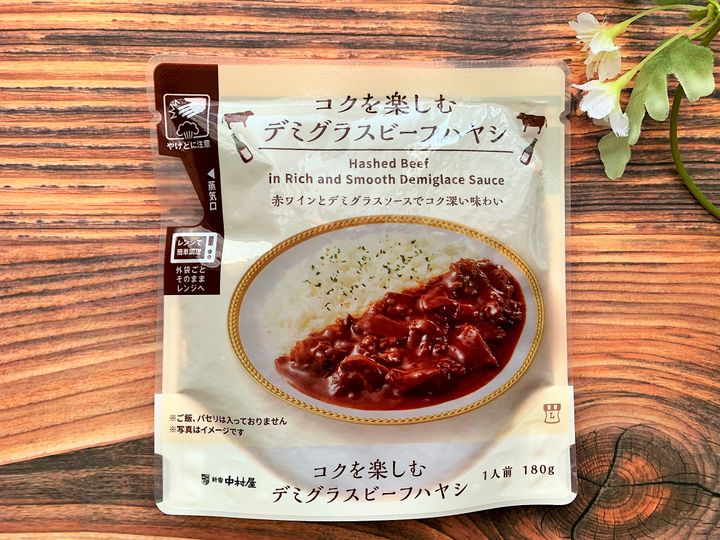 コクを楽しむ
デミグラスビーフハヤシ
Hashed Beef
in Rich and Smooth Demiglace Sauce
赤ワインとデミグラスソースでコク深い味わい
やけどに注意
◀蒸気口
レンジで
簡単調理
外袋ごと
そのまま
レンジへ
※ご飯、パセリは入っておりません
※写真はイメージです
L
新宿 中村屋
コクを楽しむ
デミグラスビーフハヤシ
1人前 180g